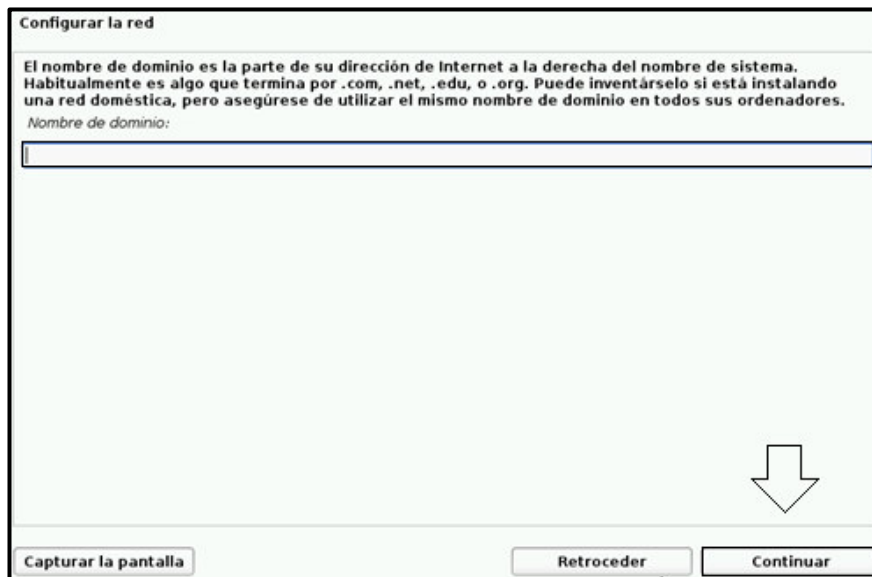 Configurar la red
El nombre de dominio es la parte de su dirección de Internet a la derecha del nombre de sistema.
Habitualmente es algo que termina por .com, .net, .edu, o .org. Puede inventárselo si está instalando
una red doméstica, pero asegúrese de utilizar el mismo nombre de dominio en todos sus ordenadores.
Nombre de dominio:
Capturar la pantalla
Retroceder
Continuar